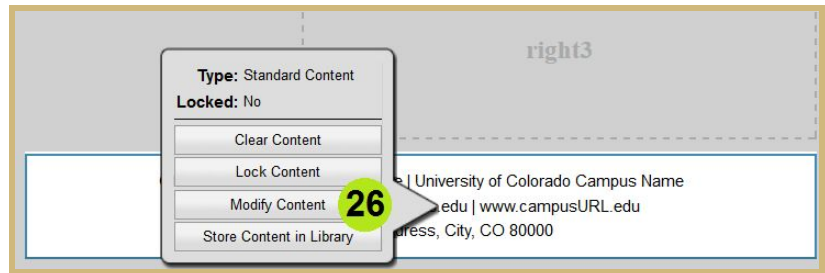 right3
Type: Standard Content
Locked: No
Clear Content
Lock Content
Modify Content 26
Store Content in Library
| University of Colorado Campus Name
.edu | www.campusURL.edu
City, CO 80000